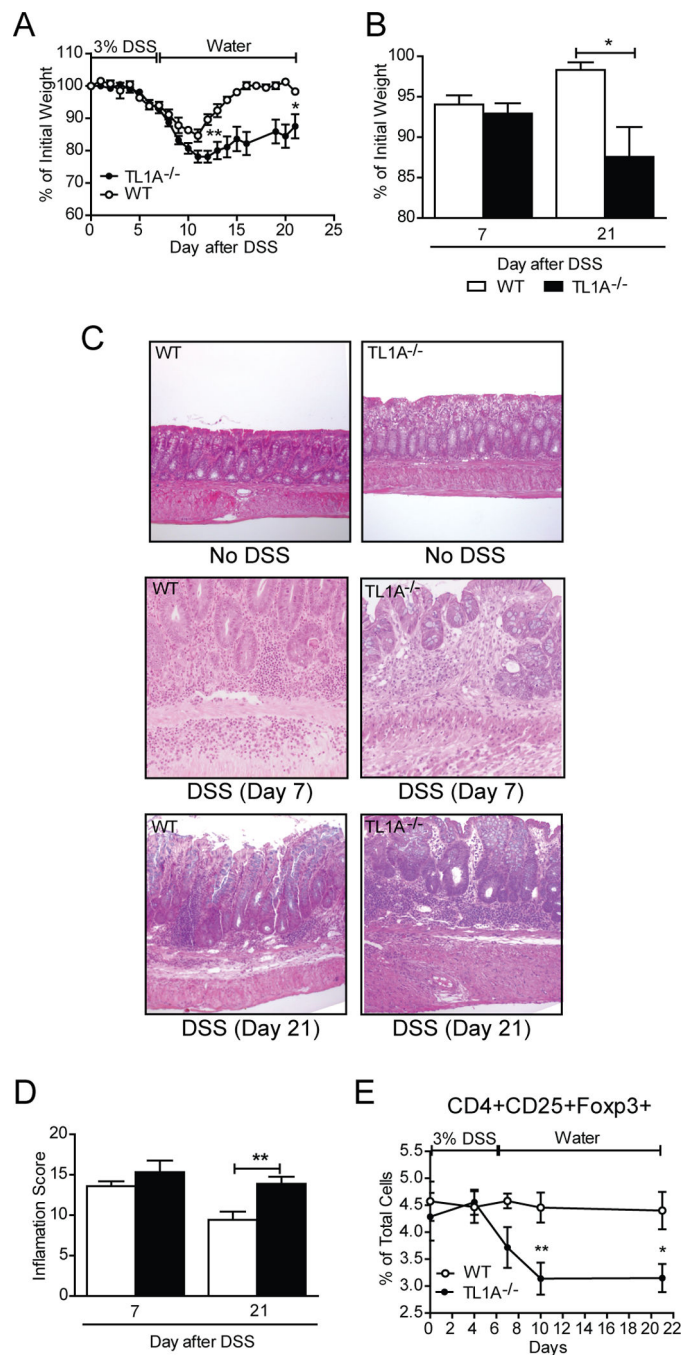 A
3% DSS Water
% of Initial Weight
110
100
90
80
70
60
**
*
TL1A-/-
WT
0 5 10 15 20 25
Day after DSS
B
% of Initial Weight
100
95
90
85
80
*
7 21
Day after DSS
WT TL1A-/-
C
WT TL1A-/-
No DSS No DSS
WT TL1A-/-
DSS (Day 7) DSS (Day 7)
WT TL1A-/-
DSS (Day 21) DSS (Day 21)
D
Inflamation Score
20
15
10
5
0
**
7 21
Day after DSS
E
CD4+CD25+Foxp3+
3% DSS Water
% of Total Cells
5.5
5.0
4.5
4.0
3.5
3.0
2.5
**
*
WT
TL1A-/-
0 2 4 6 8 10 12 14 16 18 20 22
Days